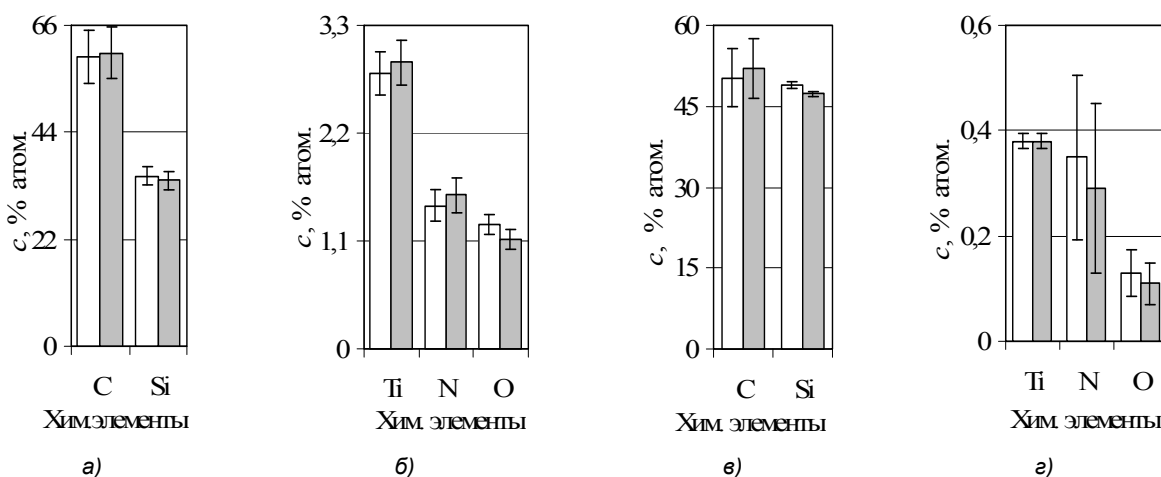 66
44
22
0
с, % атом.
C Si
Хим. элементы
а)
3,3
2,2
1,1
0
с, % атом.
Ti N O
Хим. элементы
б)
60
45
30
15
0
с, % атом.
C Si
Хим. элементы
в)
0,6
0,4
0,2
0
с, % атом.
Ti N O
Хим. элементы
г)